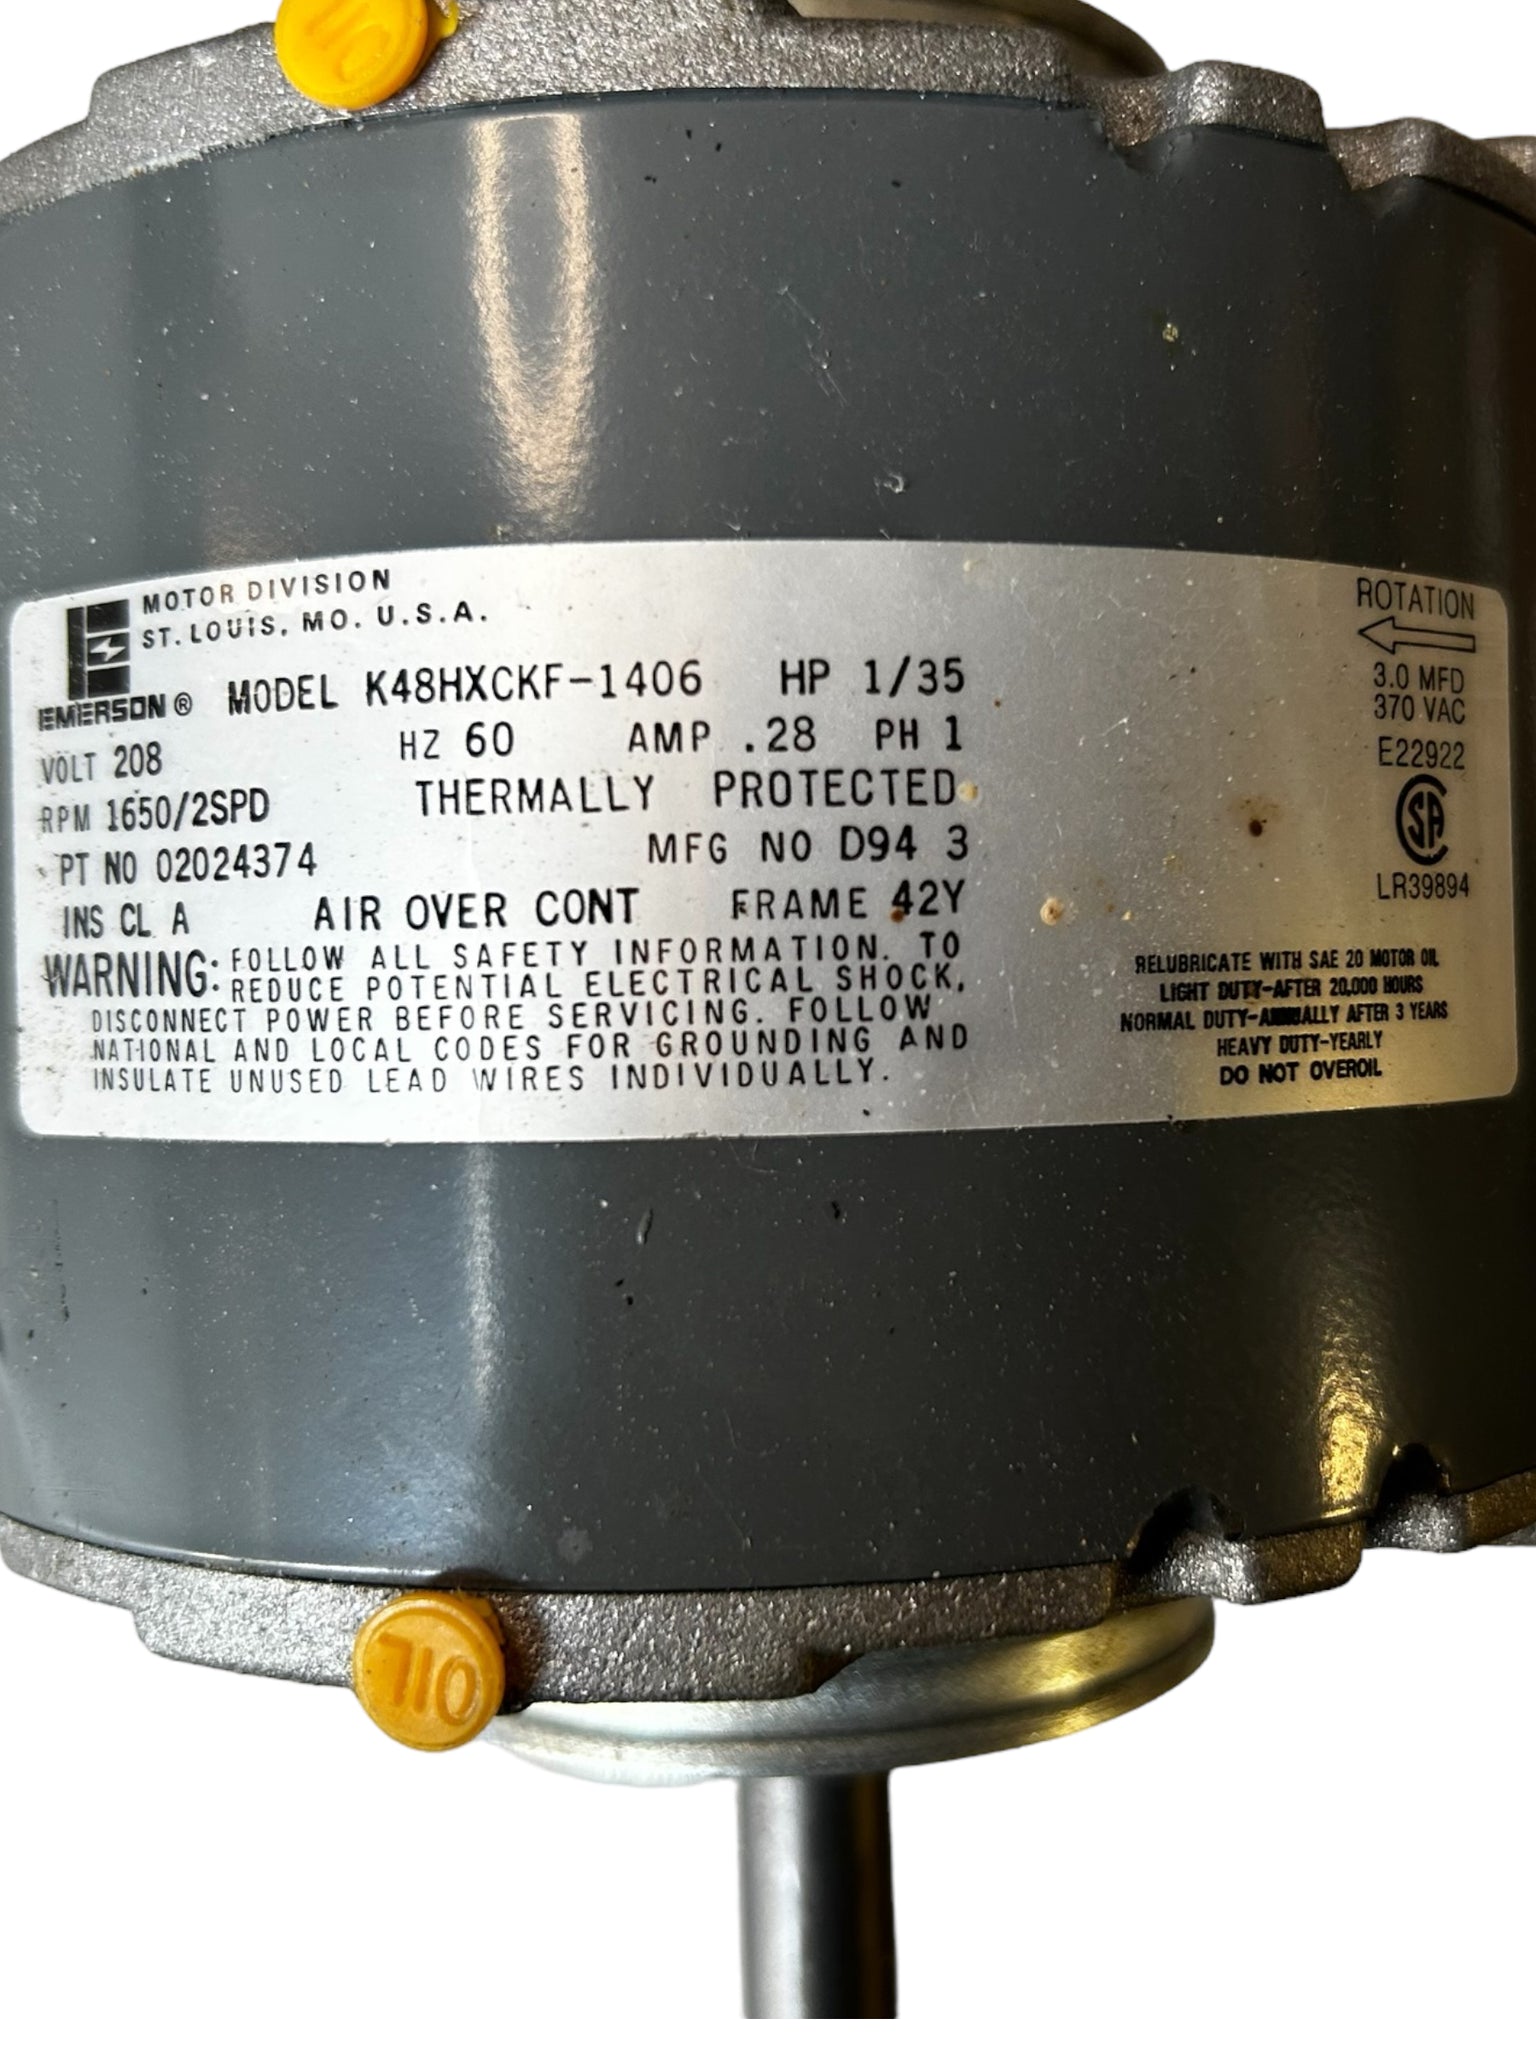 OIL
MOTOR DIVISION
ST. LOUIS, MO. U.S.A.
EMERSON ® MODEL K48HXCKF-1406 HP 1/35
VOLT 208 HZ 60 AMP .28 PH 1
RPM 1650/2SPD THERMALLY PROTECTED
PT NO 02024374 MFG NO D94 3
INS CL A AIR OVER CONT FRAME 42Y
WARNING: FOLLOW ALL SAFETY INFORMATION. TO
REDUCE POTENTIAL ELECTRICAL SHOCK,
DISCONNECT POWER BEFORE SERVICING. FOLLOW
NATIONAL AND LOCAL CODES FOR GROUNDING AND
INSULATE UNUSED LEAD WIRES INDIVIDUALLY.
ROTATION
3.0 MFD
370 VAC
E22922
SA
LR39894
RELUBRICATE WITH SAE 20 MOTOR OIL
LIGHT DUTY-AFTER 20,000 HOURS
NORMAL DUTY-ANNUALLY AFTER 3 YEARS
HEAVY DUTY-YEARLY
DO NOT OVEROIL
OIL